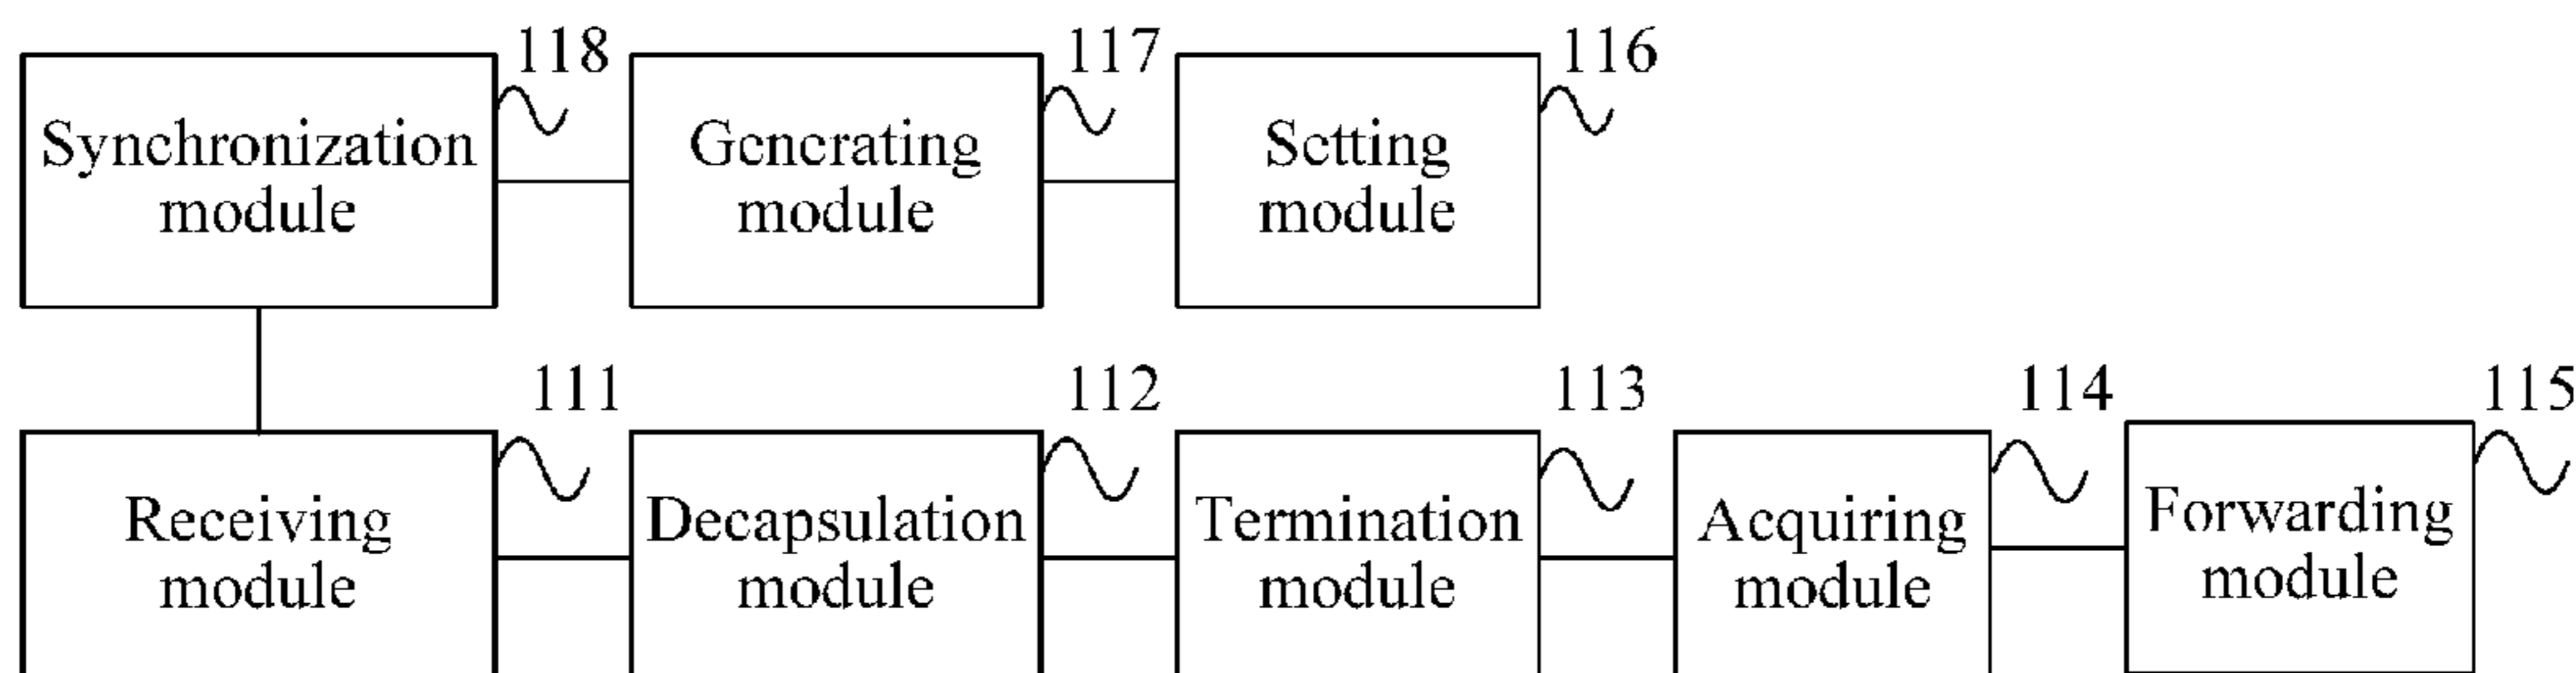 118
117
116
Synchronization
module
Generating
module
Setting
module
111
112
113
114
115
Receiving
module
Decapsulation
module
Termination
module
Acquiring
module
Forwarding
module